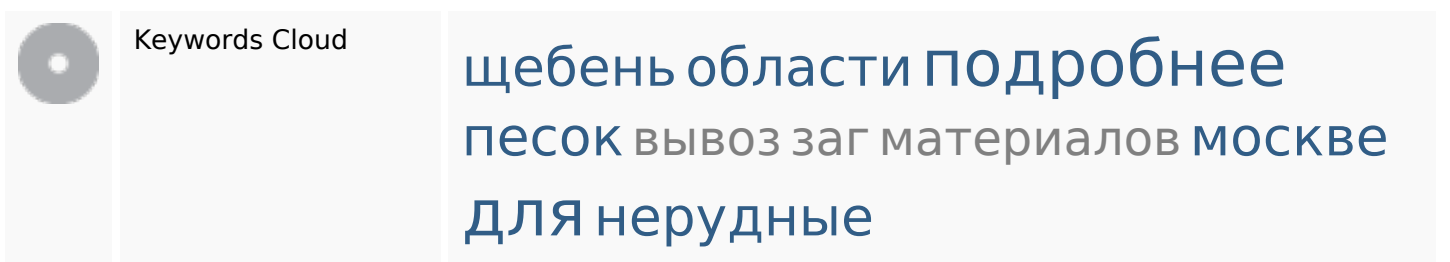 Keywords Cloud
щебень области подробнее
песок вывоз заг материалов москве
для нерудные